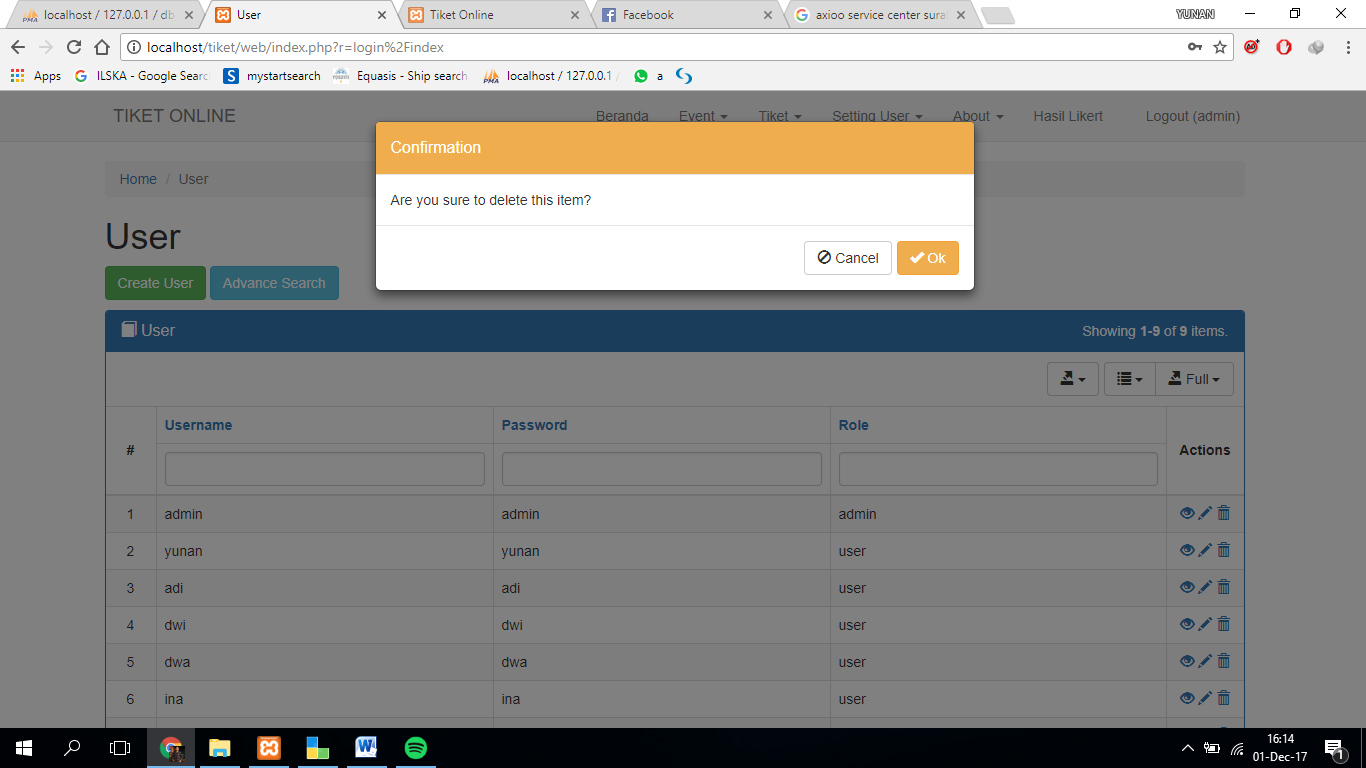 localhost / 127.0.0.1 / db
User
Tiket Online
Facebook
axioo service center sura
YUNAN
localhost/tiket/web/index.php?r=login%2Findex
Apps
ILSKA - Google Searc
mystartsearch
Equasis - Ship search
localhost / 127.0.0.1 /
a
TIKET ONLINE
Beranda
Event
Tiket
Setting User
About
Hasil Likert
Logout (admin)
Confirmation
Are you sure to delete this item?
Cancel
Ok
Home / User
User
Create User
Advance Search
User
Showing 1-9 of 9 items.
Full
# Username Password Role Actions
1 admin admin admin
2 yunan yunan user
3 adi adi user
4 dwi dwi user
5 dwa dwa user
6 ina ina user
16:14
01-Dec-17
1